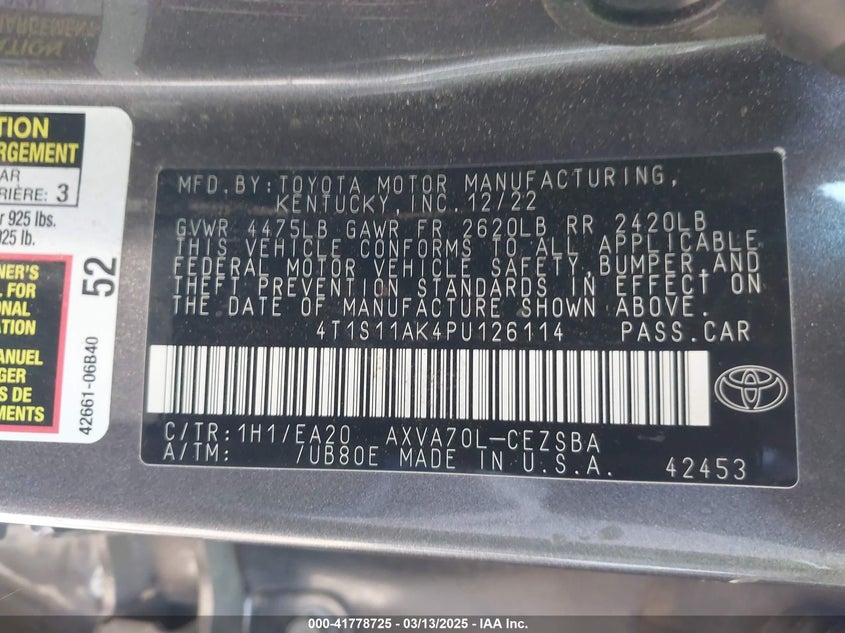 TION
RGEMENT
AR
RIÈRE: 3
r 925 lbs.
925 lb.
NER'S
L FOR
ONAL
ATION
MANUEL
GER
S DE
MENTS
52
42661-06B40
MFD.BY:TOYOTA MOTOR MANUFACTURING,
KENTUCKY,INC.12/22
GVWR 4475LB GAWR FR 2620LB RR 2420LB
THIS VEHICLE CONFORMS TO ALL APPLICABLE
FEDERAL MOTOR VEHICLE SAFETY,BUMPER,AND
THEFT PREVENTION STANDARDS IN EFFECT ON
THE DATE OF MANUFACTURE SHOWN ABOVE.
4T1S11AK4PU126114 PASS.CAR
C/TR:1H1/EA20 AXVA70L-CEZSBA
A/TM: /UB80E MADE IN U.S.A. 42453
000-41778725 - 03/13/2025 - IAA Inc.